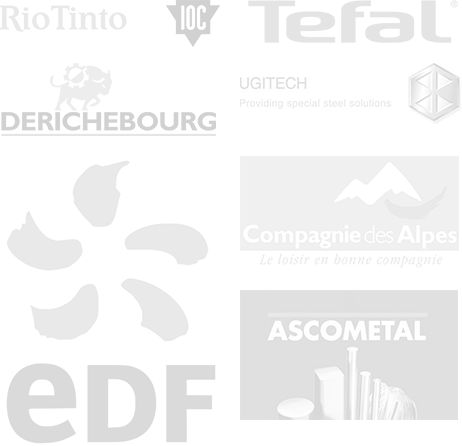 RioTinto IOC
Tefal®
DERICHEBOURG
UGITECH
Providing special steel solutions
Compagnie des Alpes
Le loisir en bonne compagnie
eDF
ASCOMETAL